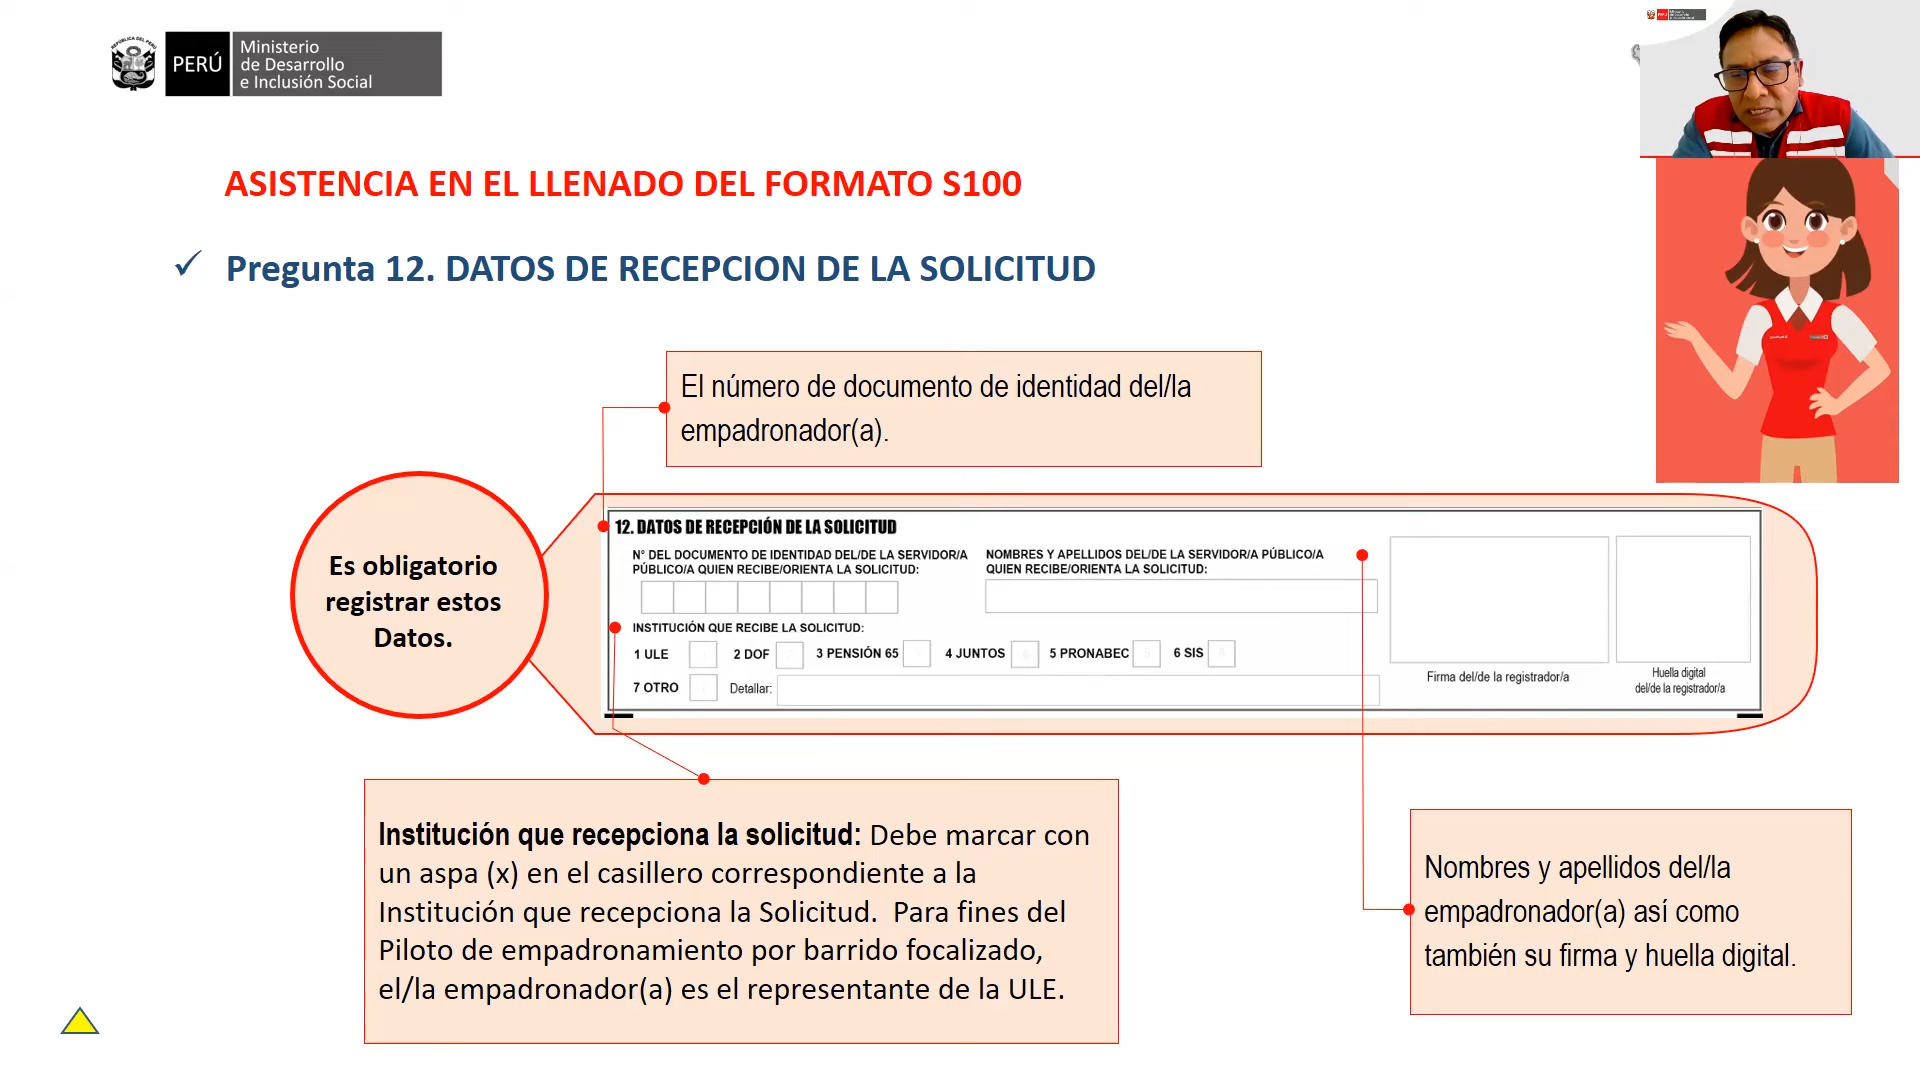 PERÚ
Ministerio
de Desarrollo
e Inclusión Social
ASISTENCIA EN EL LLENADO DEL FORMATO S100
✓ Pregunta 12. DATOS DE RECEPCION DE LA SOLICITUD
El número de documento de identidad del/la
empadronador(a).
Es obligatorio
registrar estos
Datos.
12. DATOS DE RECEPCIÓN DE LA SOLICITUD
N° DEL DOCUMENTO DE IDENTIDAD DEL/DE LA SERVIDOR/A
PÚBLICO/A QUIEN RECIBE/ORIENTA LA SOLICITUD:
NOMBRES Y APELLIDOS DEL/DE LA SERVIDOR/A PÚBLICO/A
QUIEN RECIBE/ORIENTA LA SOLICITUD:
INSTITUCIÓN QUE RECIBE LA SOLICITUD:
1 ULE 2 DOF 3 PENSIÓN 65 4 JUNTOS 5 PRONABEC 6 SIS
7 OTRO Detallar:
Firma del/de la registrador/a
Huella digital
del/de la registrador/a
Institución que recepciona la solicitud: Debe marcar con
un aspa (x) en el casillero correspondiente a la
Institución que recepciona la Solicitud. Para fines del
Piloto de empadronamiento por barrido focalizado,
el/la empadronador(a) es el representante de la ULE.
Nombres y apellidos del/la
empadronador(a) así como
también su firma y huella digital.